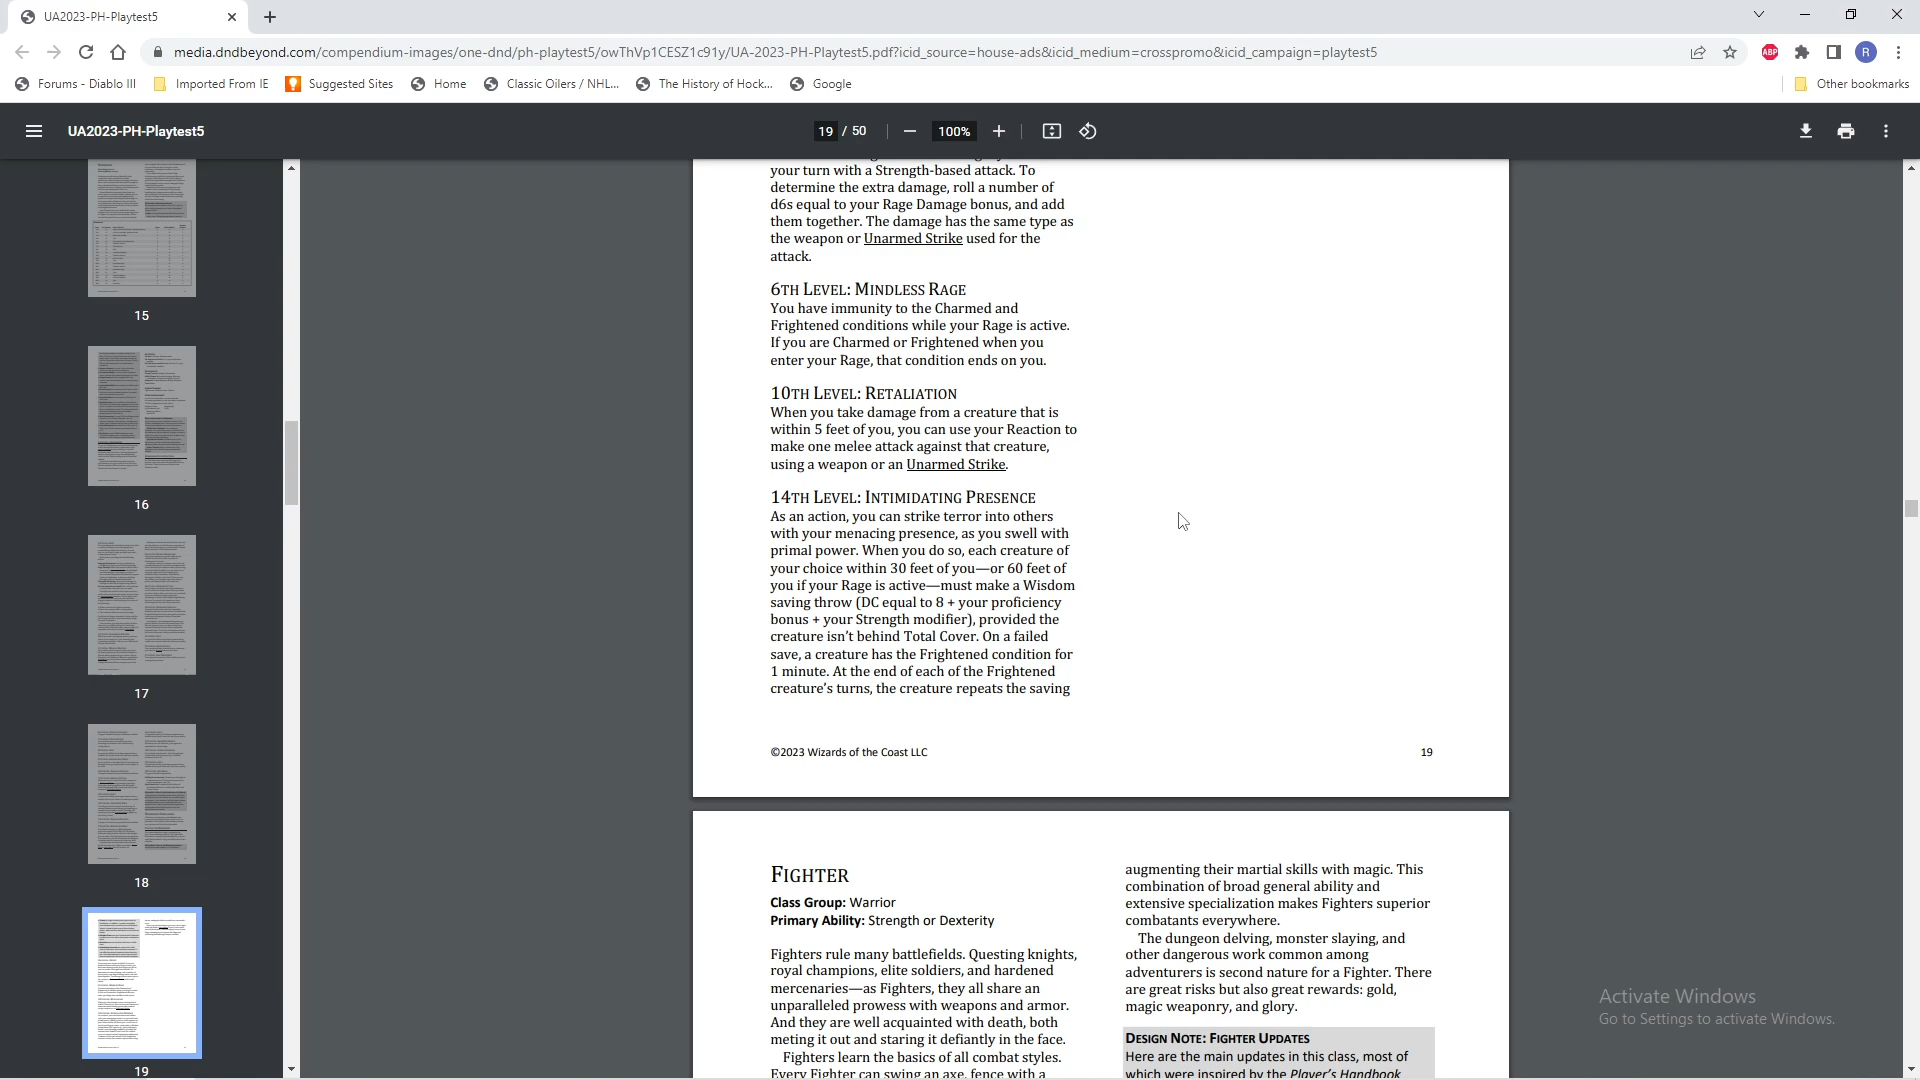 UA2023-PH-Playtest5
media.dndbeyond.com/compendium-images/one-dnd/ph-playtest5/owThVp1CESZ1c91y/UA-2023-PH-Playtest5.pdf?icid_source=house-ads&icid_medium=crosspromo&icid_campaign=playtest5
ABP
R
Forums - Diablo III
Imported From IE
Suggested Sites
Home
Classic Oilers / NHL...
The History of Hock...
Google
Other bookmarks
UA2023-PH-Playtest5
19 / 50
100%
15
16
17
18
19
your turn with a Strength-based attack. To
determine the extra damage, roll a number of
d6s equal to your Rage Damage bonus, and add
them together. The damage has the same type as
the weapon or Unarmed Strike used for the
attack.
6TH LEVEL: MINDLESS RAGE
You have immunity to the Charmed and
Frightened conditions while your Rage is active.
If you are Charmed or Frightened when you
enter your Rage, that condition ends on you.
10TH LEVEL: RETALIATION
When you take damage from a creature that is
within 5 feet of you, you can use your Reaction to
make one melee attack against that creature,
using a weapon or an Unarmed Strike.
14TH LEVEL: INTIMIDATING PRESENCE
As an action, you can strike terror into others
with your menacing presence, as you swell with
primal power. When you do so, each creature of
your choice within 30 feet of you—or 60 feet of
you if your Rage is active—must make a Wisdom
saving throw (DC equal to 8 + your proficiency
bonus + your Strength modifier), provided the
creature isn't behind Total Cover. On a failed
save, a creature has the Frightened condition for
1 minute. At the end of each of the Frightened
creature's turns, the creature repeats the saving
©2023 Wizards of the Coast LLC
19
FIGHTER
Class Group: Warrior
Primary Ability: Strength or Dexterity
Fighters rule many battlefields. Questing knights,
royal champions, elite soldiers, and hardened
mercenaries—as Fighters, they all share an
unparalleled prowess with weapons and armor.
And they are well acquainted with death, both
meting it out and staring it defiantly in the face.
Fighters learn the basics of all combat styles.
Every Fighter can swing an axe, fence with a
augmenting their martial skills with magic. This
combination of broad general ability and
extensive specialization makes Fighters superior
combatants everywhere.
The dungeon delving, monster slaying, and
other dangerous work common among
adventurers is second nature for a Fighter. There
are great risks but also great rewards: gold,
magic weaponry, and glory.
DESIGN NOTE: FIGHTER UPDATES
Here are the main updates in this class, most of
which were inspired by the Player's Handbook
Activate Windows
Go to Settings to activate Windows.